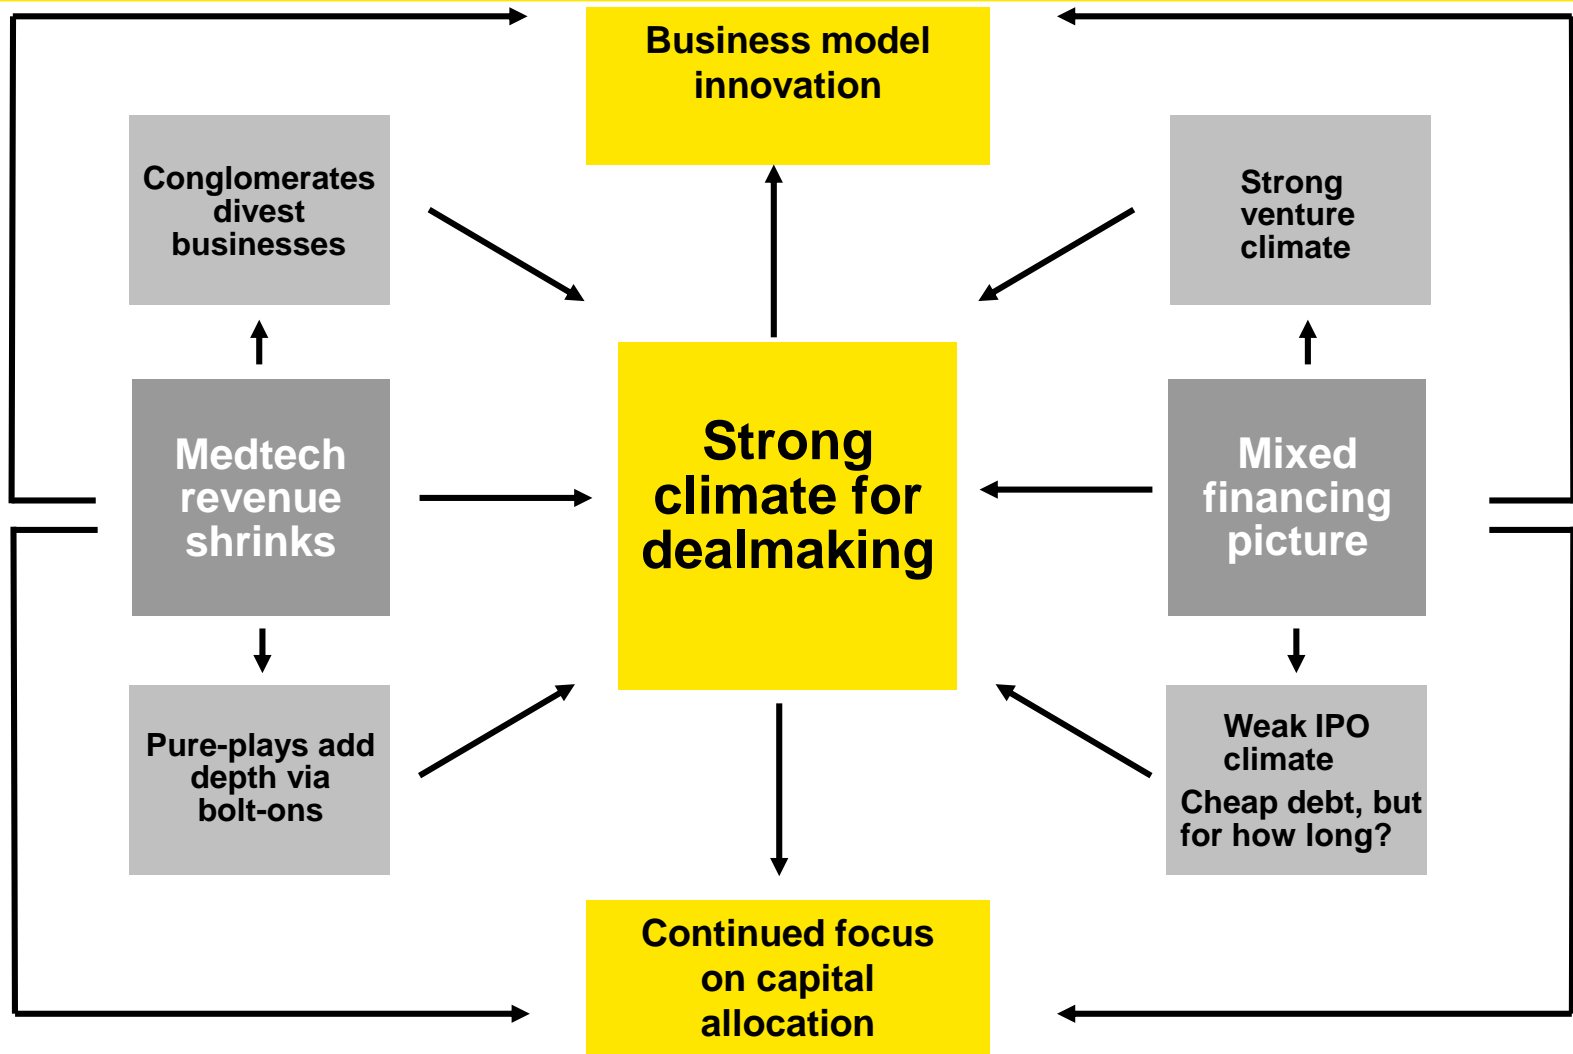 Business model
innovation
Conglomerates
divest
businesses
Strong
venture
climate
Medtech
revenue
shrinks
Strong
climate for
dealmaking
Mixed
financing
picture
Pure-plays add
depth via
bolt-ons
Weak IPO
climate
Cheap debt, but
for how long?
Continued focus
on capital
allocation